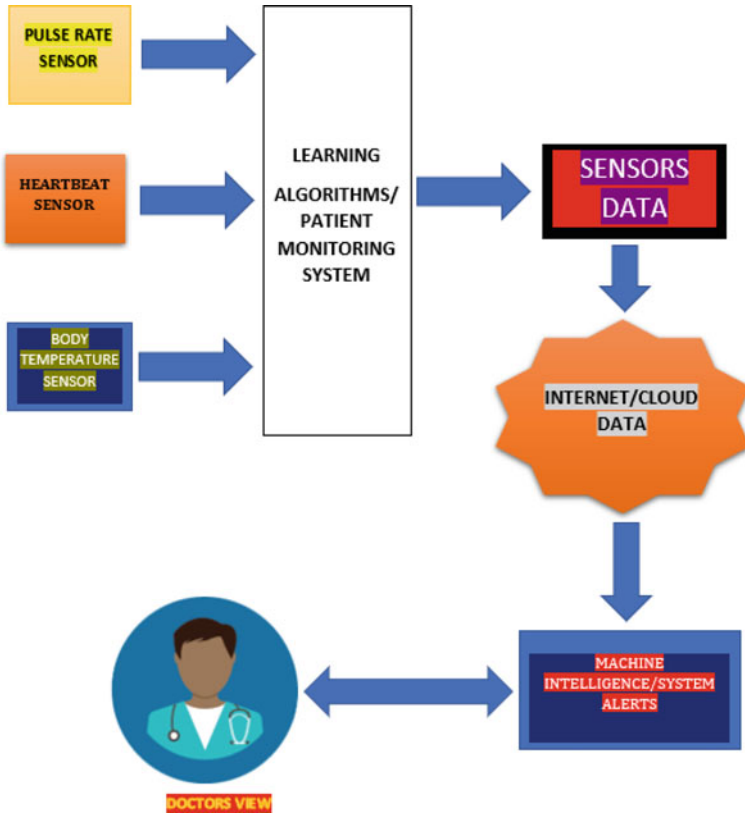 PULSE RATE
SENSOR
HEARTBEAT
SENSOR
BODY
TEMPERATURE
SENSOR
LEARNING
ALGORITHMS/
PATIENT
MONITORING
SYSTEM
SENSORS
DATA
INTERNET/CLOUD
DATA
MACHINE
INTELLIGENCE/SYSTEM
ALERTS
DOCTORS VIEW